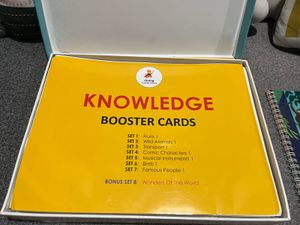 KNOWLEDGE
BOOSTER CARDS
SET 1: Fruits 1
SET 2: Wild Animals 1
SET 3: Transport 1
SET 4: Comic Characters 1
SET 5: Musical Instruments 1
SET 6: Birds 1
SET 7: Famous People 1
BONUS SET 8: Wonders Of The World